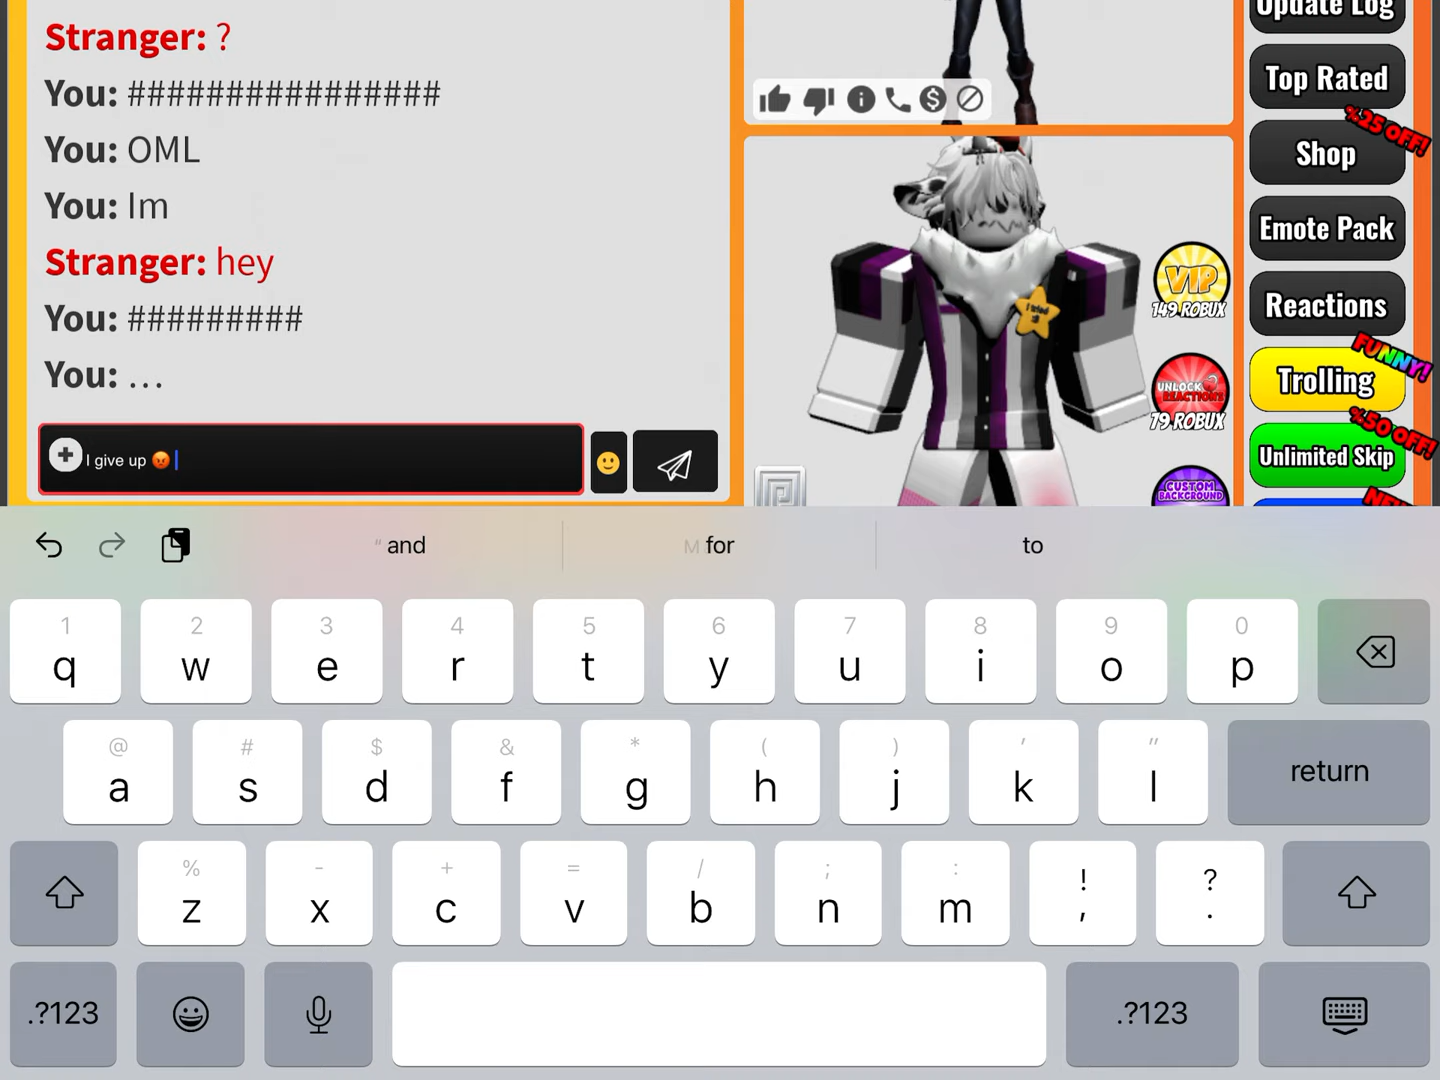 Stranger: ?
You: ################
You: OML
You: Im
Stranger: hey
You: #########
You: ...
I give up 😡
Update Log
Top Rated
%25 OFF!
Shop
Emote Pack
Reactions
FUNNY!
Trolling
%50 OFF!
Unlimited Skip
NEW
I tried
VIP
149 ROBUX
UNLOCK
REACTIONS
79 ROBUX
CUSTOM
BACKGROUND
and for to
1 2 3 4 5 6 7 8 9 0
q w e r t y u i o p
@ # $ & * ( ) ' "
a s d f g h j k l return
% - + = / ; : ! ?
z x c v b n m , .
.?123 .?123